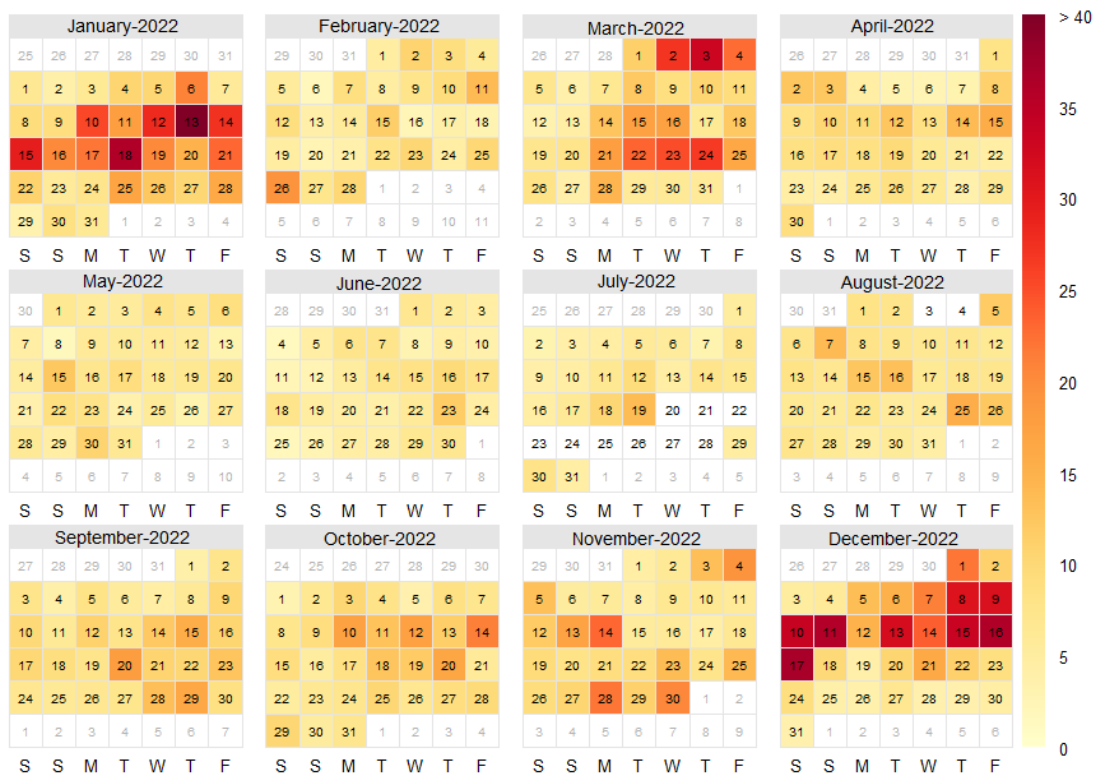 January-2022 February-2022 March-2022 April-2022 > 40
25 26 27 28 29 30 31 29 30 31 1 2 3 4 26 27 28 1 2 3 4 26 27 28 29 30 31 1
1 2 3 4 5 6 7 5 6 7 8 9 10 11 5 6 7 8 9 10 11 2 3 4 5 6 7 8
8 9 10 11 12 13 14 12 13 14 15 16 17 18 12 13 14 15 16 17 18 9 10 11 12 13 14 15 35
15 16 17 18 19 20 21 19 20 21 22 23 24 25 19 20 21 22 23 24 25 16 17 18 19 20 21 22
22 23 24 25 26 27 28 26 27 28 1 2 3 4 26 27 28 29 30 31 1 23 24 25 26 27 28 29 30
29 30 31 1 2 3 4 5 6 7 8 9 10 11 2 3 4 5 6 7 8 30 1 2 3 4 5 6
S S M T W T F S S M T W T F S S M T W T F S S M T W T F
May-2022 June-2022 July-2022 August-2022 25
30 1 2 3 4 5 6 28 29 30 31 1 2 3 25 26 27 28 29 30 1 30 31 1 2 3 4 5
7 8 9 10 11 12 13 4 5 6 7 8 9 10 2 3 4 5 6 7 8 6 7 8 9 10 11 12
14 15 16 17 18 19 20 11 12 13 14 15 16 17 9 10 11 12 13 14 15 13 14 15 16 17 18 19 20
21 22 23 24 25 26 27 18 19 20 21 22 23 24 16 17 18 19 20 21 22 20 21 22 23 24 25 26
28 29 30 31 1 2 3 25 26 27 28 29 30 1 23 24 25 26 27 28 29 27 28 29 30 31 1 2
4 5 6 7 8 9 10 2 3 4 5 6 7 8 30 31 1 2 3 4 5 3 4 5 6 7 8 9 15
S S M T W T F S S M T W T F S S M T W T F S S M T W T F
September-2022 October-2022 November-2022 December-2022
27 28 29 30 31 1 2 24 25 26 27 28 29 30 29 30 31 1 2 3 4 26 27 28 29 30 1 2 10
3 4 5 6 7 8 9 1 2 3 4 5 6 7 5 6 7 8 9 10 11 3 4 5 6 7 8 9
10 11 12 13 14 15 16 8 9 10 11 12 13 14 12 13 14 15 16 17 18 10 11 12 13 14 15 16
17 18 19 20 21 22 23 15 16 17 18 19 20 21 19 20 21 22 23 24 25 17 18 19 20 21 22 23 5
24 25 26 27 28 29 30 22 23 24 25 26 27 28 26 27 28 29 30 1 2 24 25 26 27 28 29 30
1 2 3 4 5 6 7 29 30 31 1 2 3 4 3 4 5 6 7 8 9 31 1 2 3 4 5 6 0
S S M T W T F S S M T W T F S S M T W T F S S M T W T F